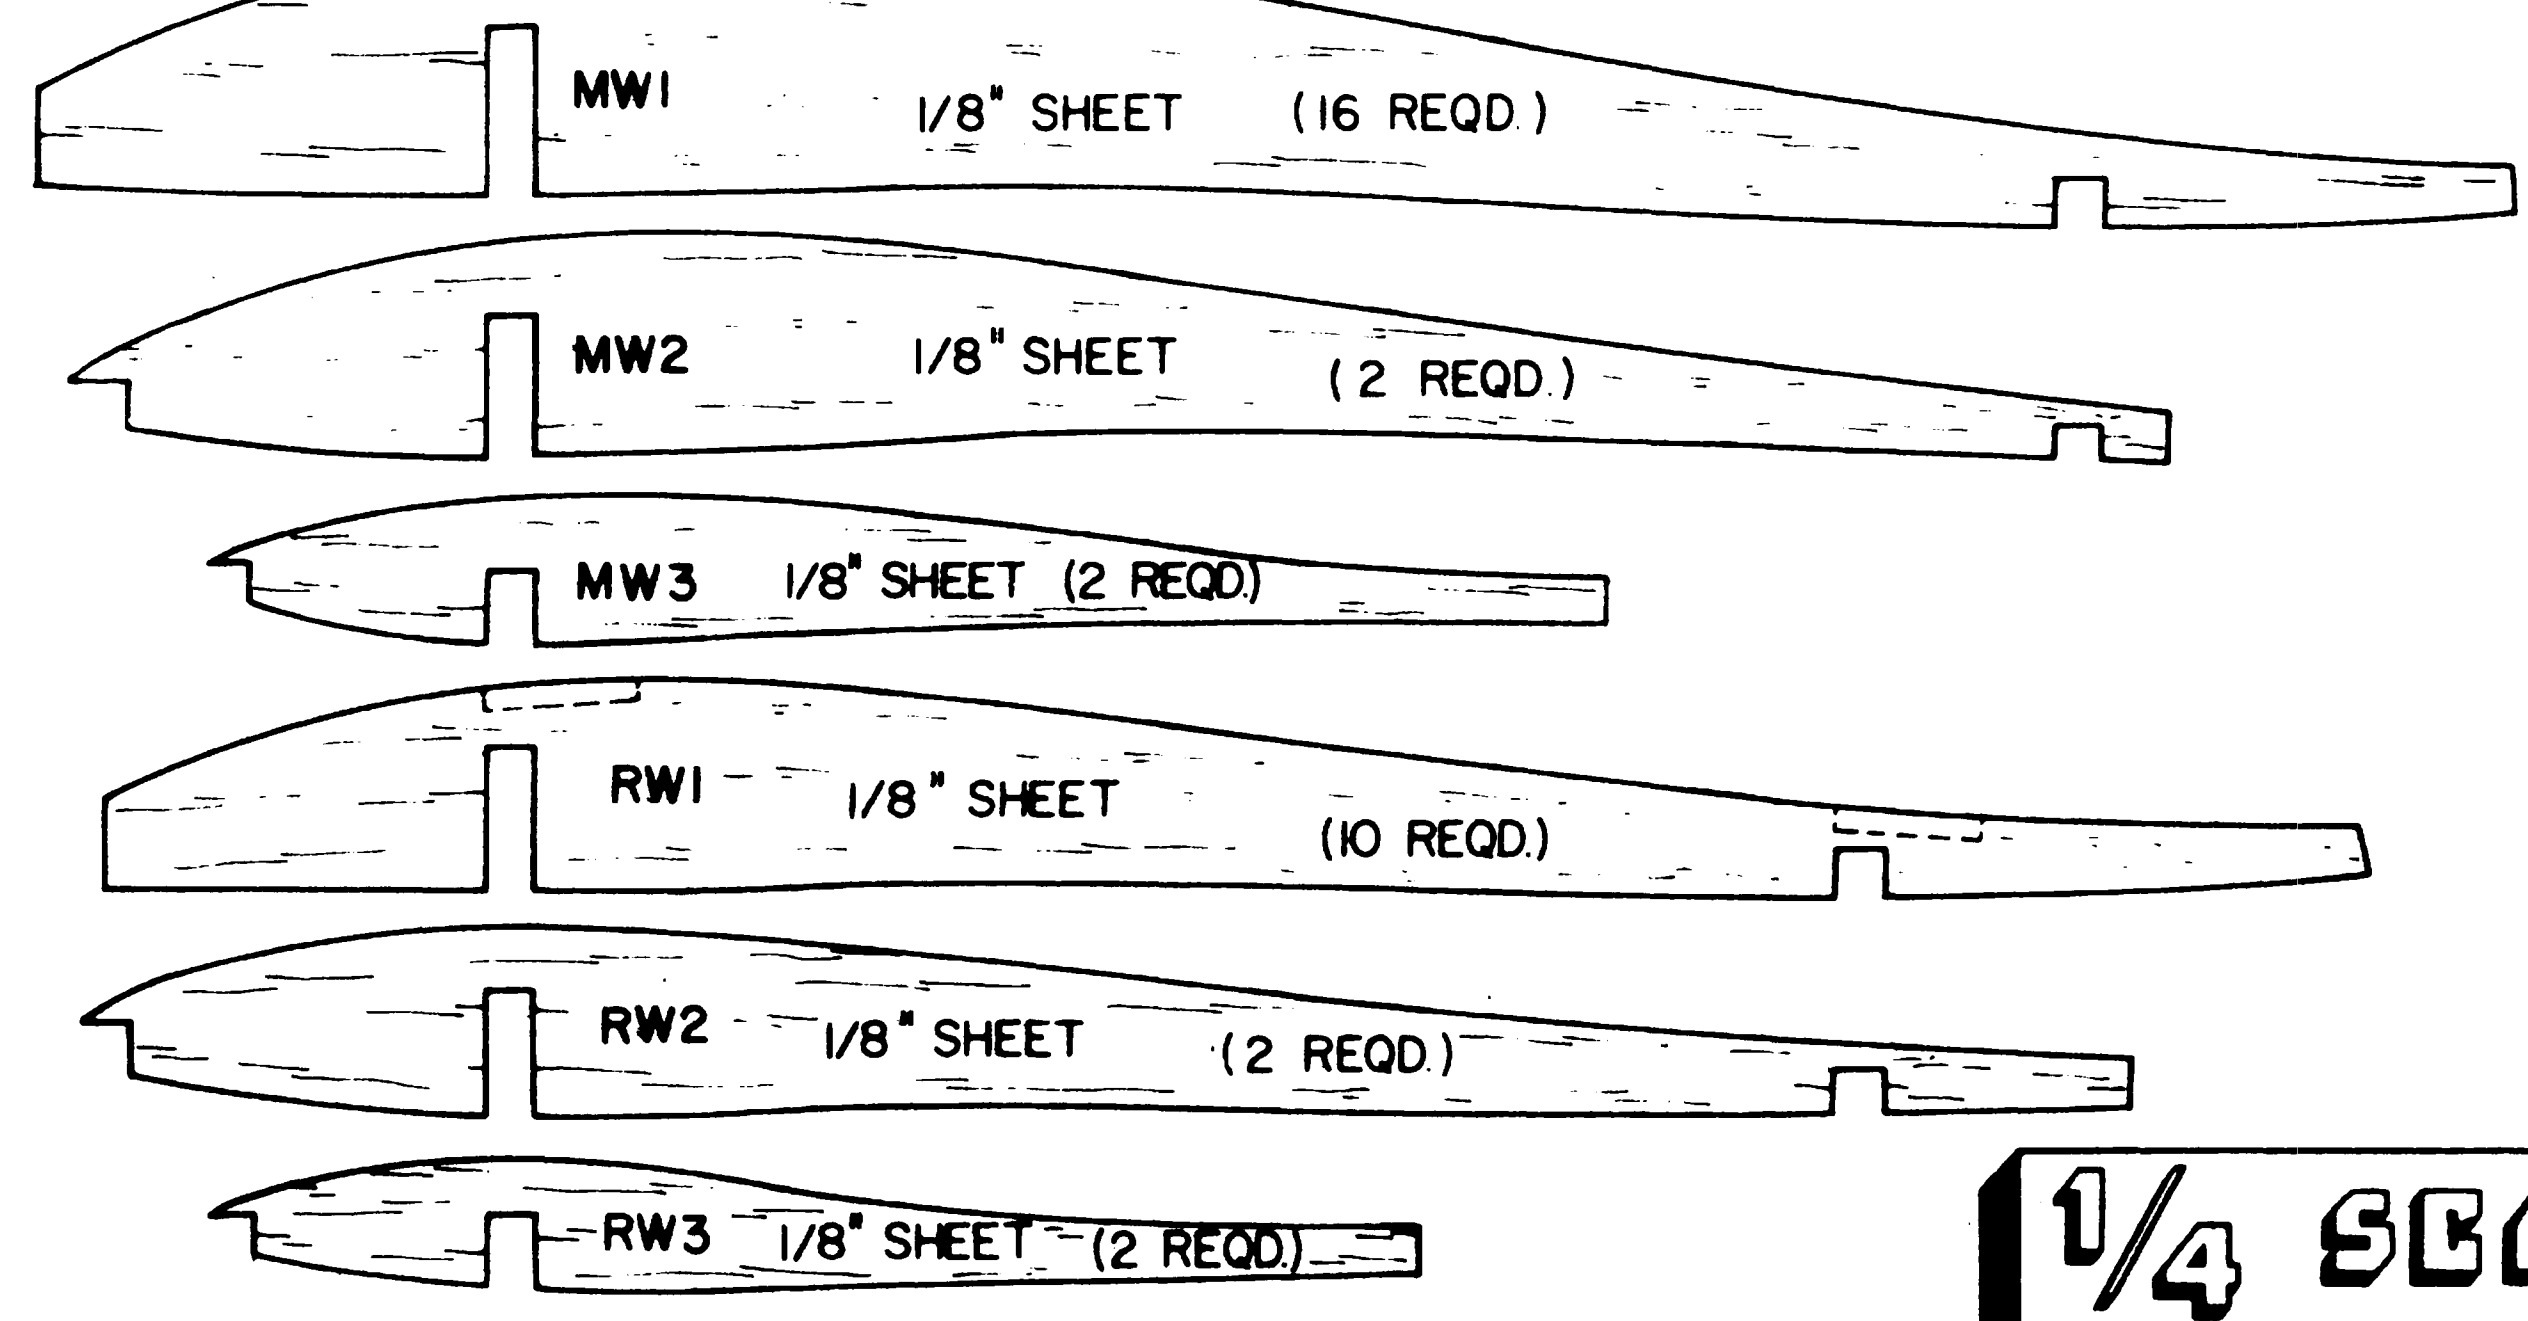 MW1 1/8" SHEET (16 REQD.)
MW2 1/8" SHEET (2 REQD.)
MW3 1/8" SHEET (2 REQD.)
RW1 1/8" SHEET (10 REQD.)
RW2 1/8" SHEET (2 REQD.)
RW3 1/8" SHEET (2 REQD.)
1/4